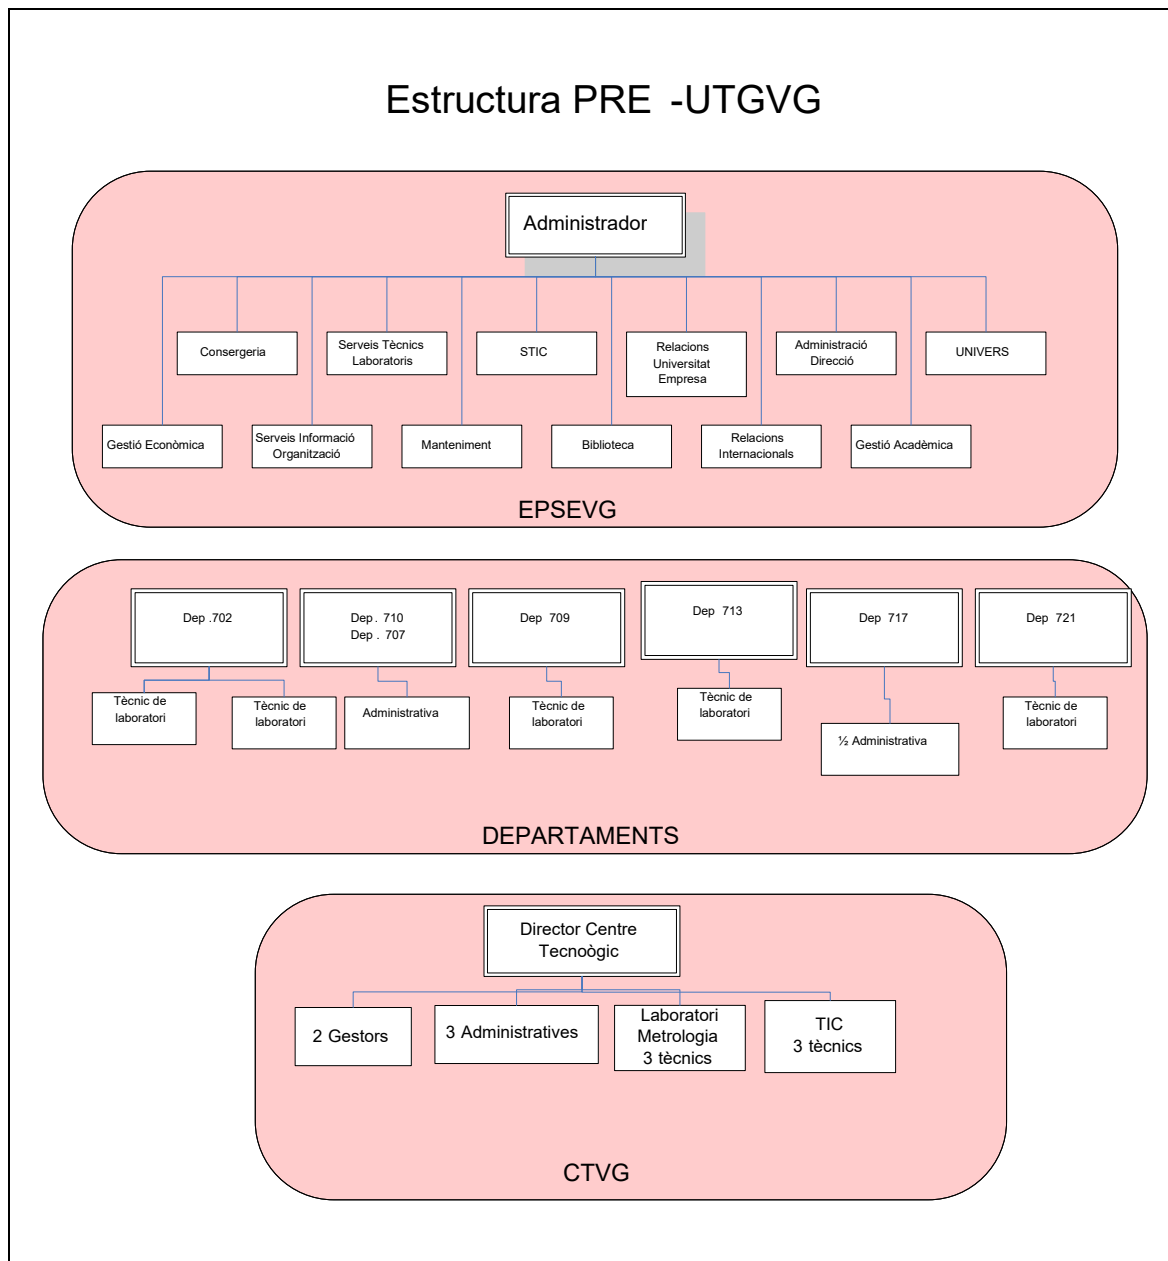 Estructura PRE -UTGVG
Administrador
Consergeria
Serveis Tècnics
Laboratoris
STIC
Relacions
Universitat
Empresa
Administració
Direcció
UNIVERS
Gestió Econòmica
Serveis Informació
Organització
Manteniment
Biblioteca
Relacions
Internacionals
Gestió Acadèmica
EPSEVG
Dep .702
Dep. 710
Dep . 707
Dep 709
Dep 713
Dep 717
Dep 721
Tècnic de
laboratori
Tècnic de
laboratori
Administrativa
Tècnic de
laboratori
Tècnic de
laboratori
½ Administrativa
Tècnic de
laboratori
DEPARTAMENTS
Director Centre
Tecnoògic
2 Gestors
3 Administratives
Laboratori
Metrologia
3 tècnics
TIC
3 tècnics
CTVG